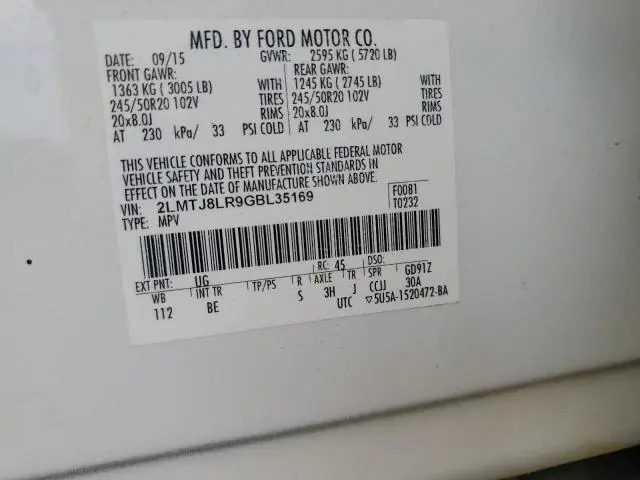 MFD. BY FORD MOTOR CO.
DATE: 09/15 GVWR: 2595 KG ( 5720 LB)
FRONT GAWR: REAR GAWR:
1363 KG ( 3005 LB) WITH 1245 KG ( 2745 LB) WITH
245/50R20 102V TIRES 245/50R20 102V TIRES
20x8.0J RIMS 20x8.0J RIMS
AT 230 kPa/ 33 PSI COLD AT 230 kPa/ 33 PSI COLD
THIS VEHICLE CONFORMS TO ALL APPLICABLE FEDERAL MOTOR
VEHICLE SAFETY AND THEFT PREVENTION STANDARDS IN
EFFECT ON THE DATE OF MANUFACTURE SHOWN ABOVE.
VIN: 2LMTJ8LR9GBL35169 F00B1
TYPE: MPV T0232
EXT PNT: UG RC: 45 DSO:
WB INT TR TP/PS R AXLE TR SPR GD91Z
112 BE S 3H J CCJJ 30A
UTC ▽5U5A-1520472-BA